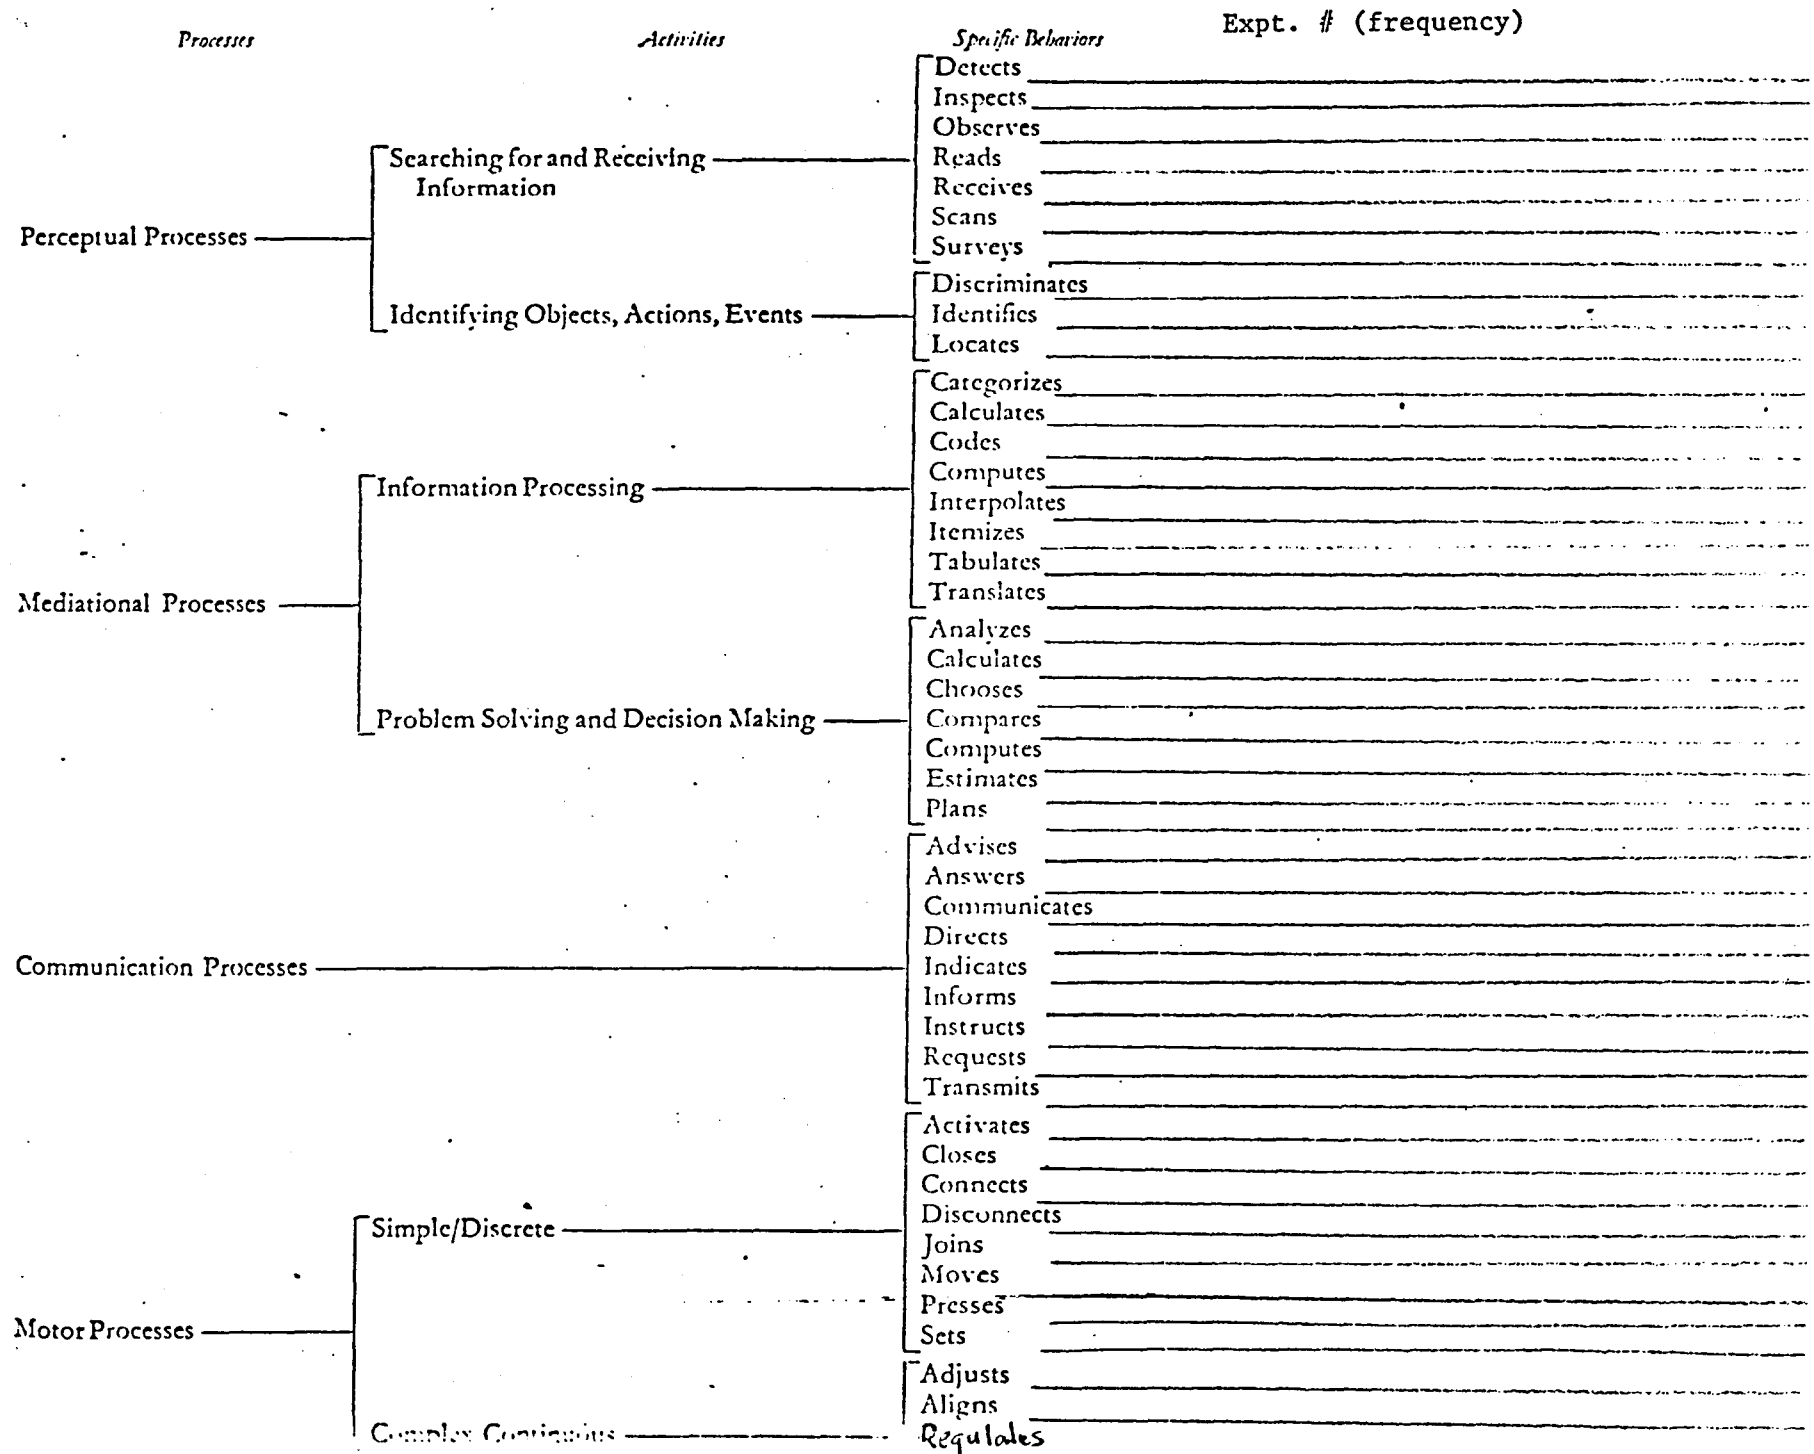 Expt. # (frequency)
Processes Activities Specific Behaviors
Detects
Inspects
Observes
Searching for and Receiving Reads
Information Receives
Scans
Perceptual Processes Surveys
Discriminates
Identifying Objects, Actions, Events Identifies
Locates
Categorizes
Calculates
Codes
Computes
Information Processing Interpolates
Itemizes
Tabulates
Mediational Processes Translates
Analyzes
Calculates
Chooses
Problem Solving and Decision Making Compares
Computes
Estimates
Plans
Advises
Answers
Communicates
Directs
Communication Processes Indicates
Informs
Instructs
Requests
Transmits
Activates
Closes
Connects
Disconnects
Simple/Discrete Joins
Moves
Presses
Motor Processes Sets
Adjusts
Aligns
Complex Continuous Regulates